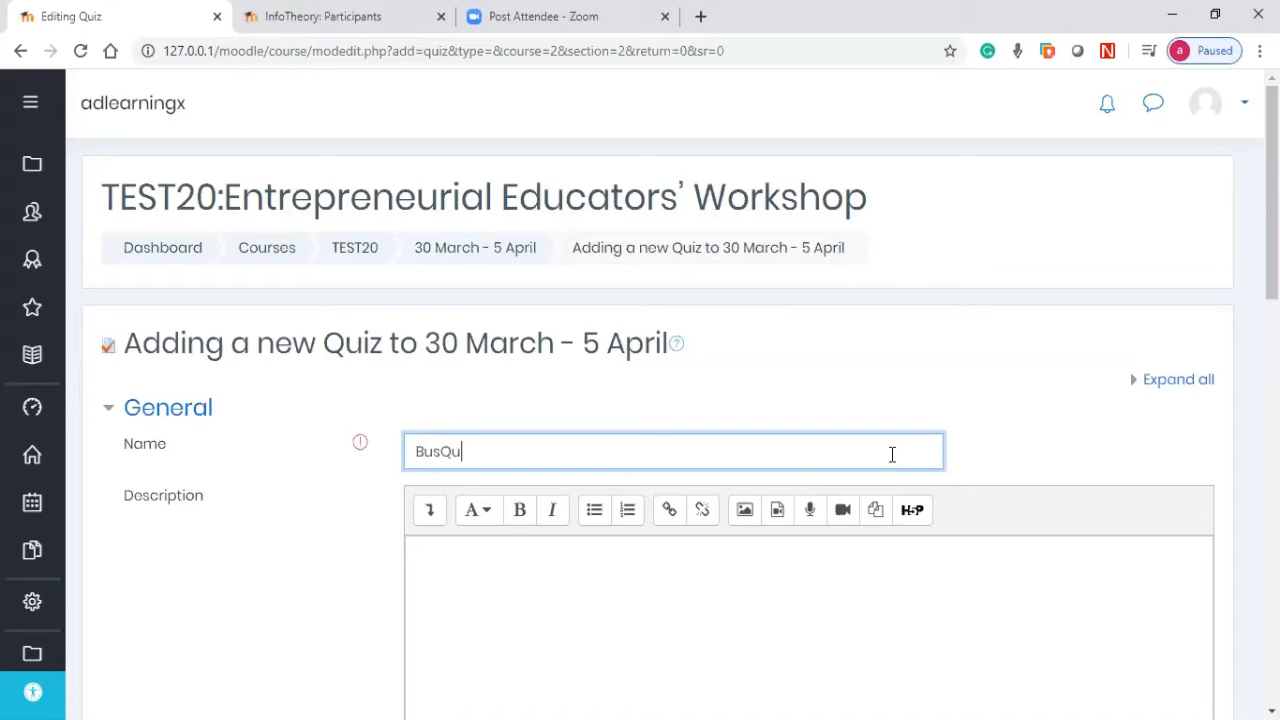 Editing Quiz
InfoTheory: Participants
Post Attendee - Zoom
127.0.0.1/moodle/course/modedit.php?add=quiz&type=&course=2&section=2&return=0&sr=0
N
a Paused
adlearningx
TEST20:Entrepreneurial Educators’ Workshop
Dashboard Courses TEST20 30 March - 5 April Adding a new Quiz to 30 March - 5 April
Adding a new Quiz to 30 March - 5 April
Expand all
General
Name
BusQu
Description
A B I H-P